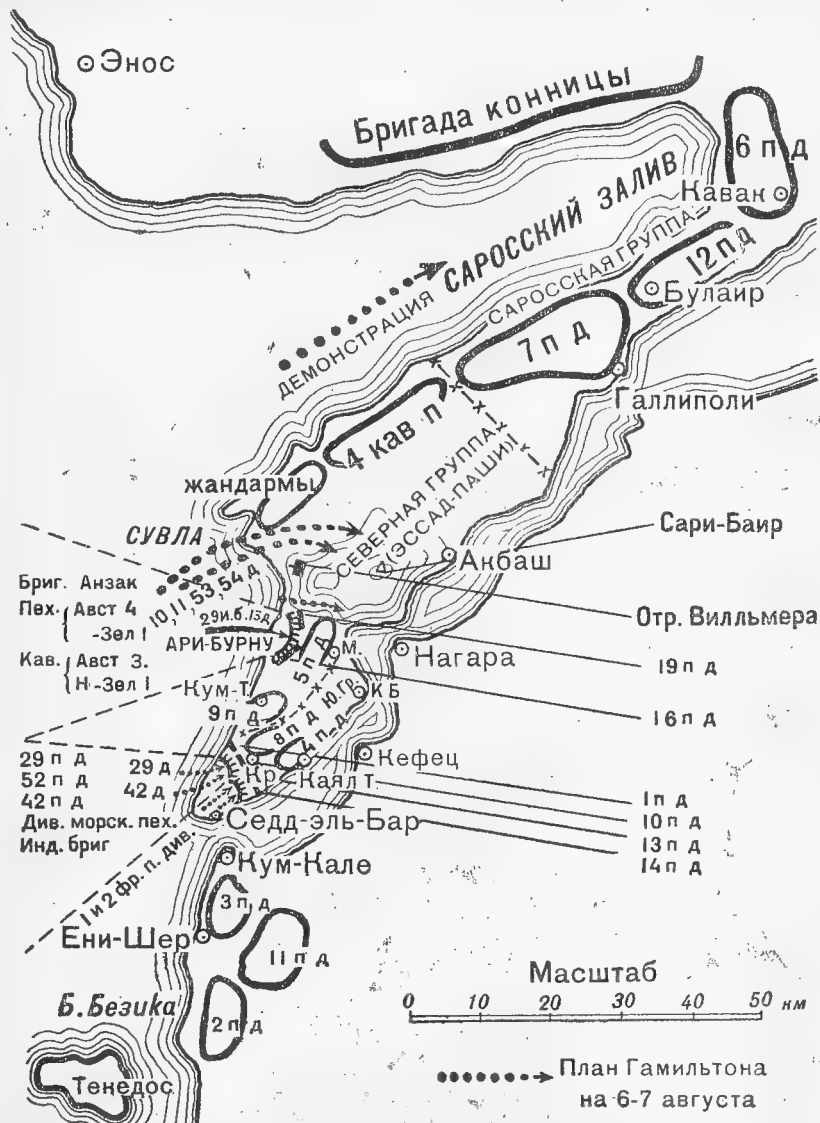 Энос
Бригада конницы
6 п д
Кавак
САРОССКИЙ ЗАЛИВ
САРОССКАЯ ГРУППА
12 п д
Булаир
ДЕМОНСТРАЦИЯ
7 п д
Галлиполи
4 кав п
жандармы
СЕВЕРНАЯ ГРУППА
(ЭССАД-ПАШИ)
СУВЛА
Сари-Баир
Акбаш
10, 11, 53, 54 д
Бриг. Анзак
Пех. { Авст 4
-Зел I
Кав. { Авст 3.
Н-Зел I
29 и.б. 13 д
АРИ-БУРНУ
Отр. Вилльмера
5 п д
М.
Нагара
19 п д
16 п д
Кум-Т.
9 п д
8 п д
Ю. Гр.
К Б
4 п д
Кефец
Кр.
Каял Т.
29 п д
52 п д
42 п д
Див. морск. пех.
Инд. бриг
29 д
42 д
Седд-эль-Бар
1 п д
10 п д
13 п д
14 п д
1 и 2 фр. п. див.
Кум-Кале
3 п д
Ени-Шер
11 п д
2 п д
Б. Безика
Тенедос
Масштаб
0 10 20 30 40 50 км
План Гамильтона
на 6-7 августа